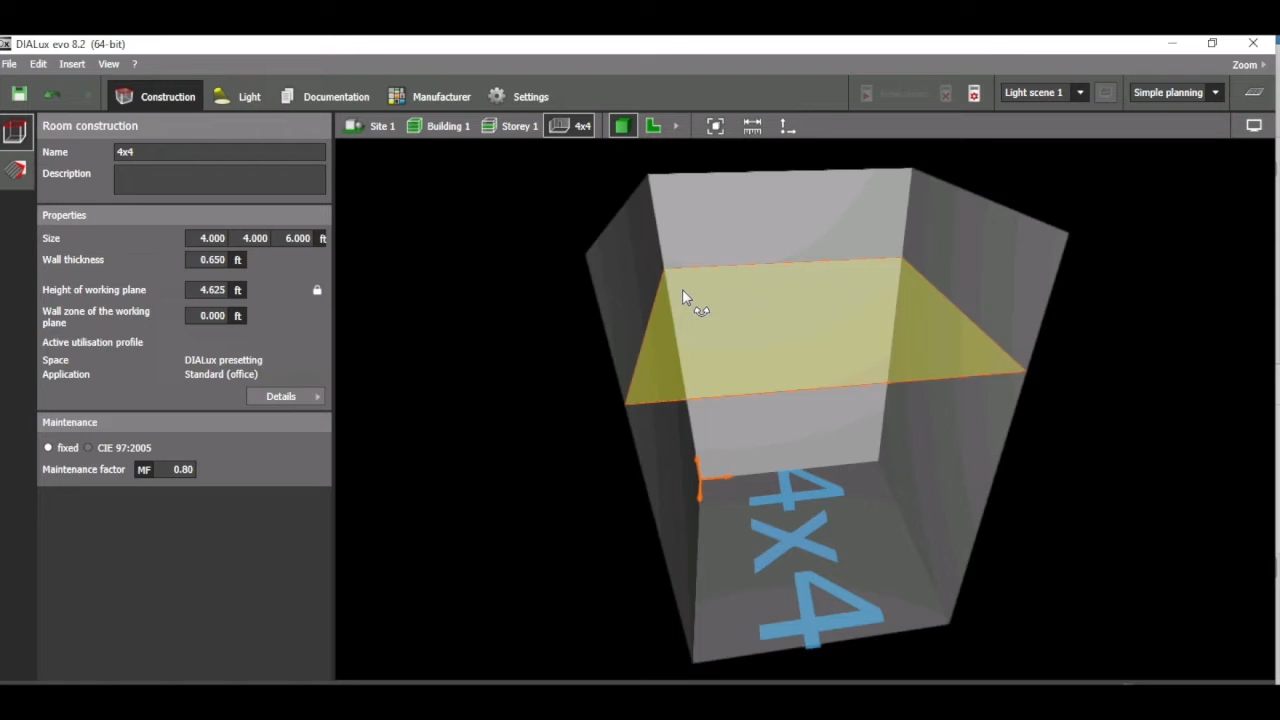 DIALux evo 8.2 (64-bit)
File Edit Insert View ? Zoom
Construction Light Documentation Manufacturer Settings Light scene 1 Simple planning
Site 1 Building 1 Storey 1 4x4
Room construction
Name 4x4
Description
Properties
Size 4.000 4.000 6.000 ft
Wall thickness 0.650 ft
Height of working plane 4.625 ft
Wall zone of the working
plane 0.000 ft
Active utilisation profile
Space DIALux presetting
Application Standard (office)
Details
Maintenance
fixed CIE 97:2005
Maintenance factor MF 0.80
4x4